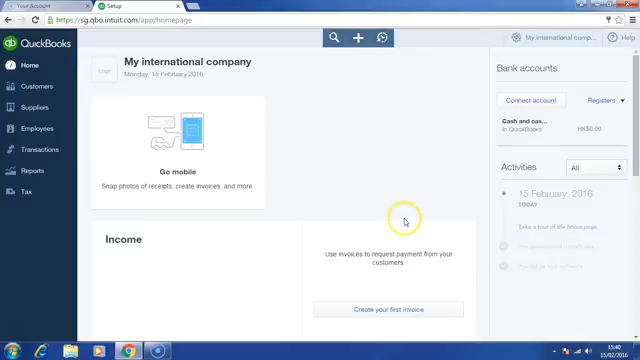 Your Account
Setup
https://sg.qbo.intuit.com/app/homepage
QuickBooks
My international comp...
Help
Home
Customers
Suppliers
Employees
Transactions
Reports
Tax
My international company
Monday, 15 February 2016
Go mobile
Snap photos of receipts, create invoices, and more.
Income
Use invoices to request payment from your
customers.
Create your first invoice
Bank accounts
Connect account
Registers
Cash and cas...
In QuickBooks
HK$0.00
Activities
All
15 February, 2016
TODAY
Take a tour of the home page.
15:40
15/02/2016